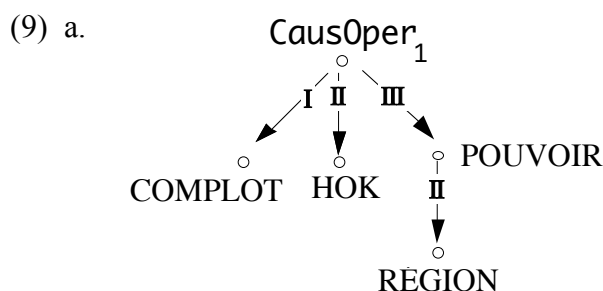 (9) a.
CausOper1
I II III
COMPLOT HOK POUVOIR
II
RÉGION